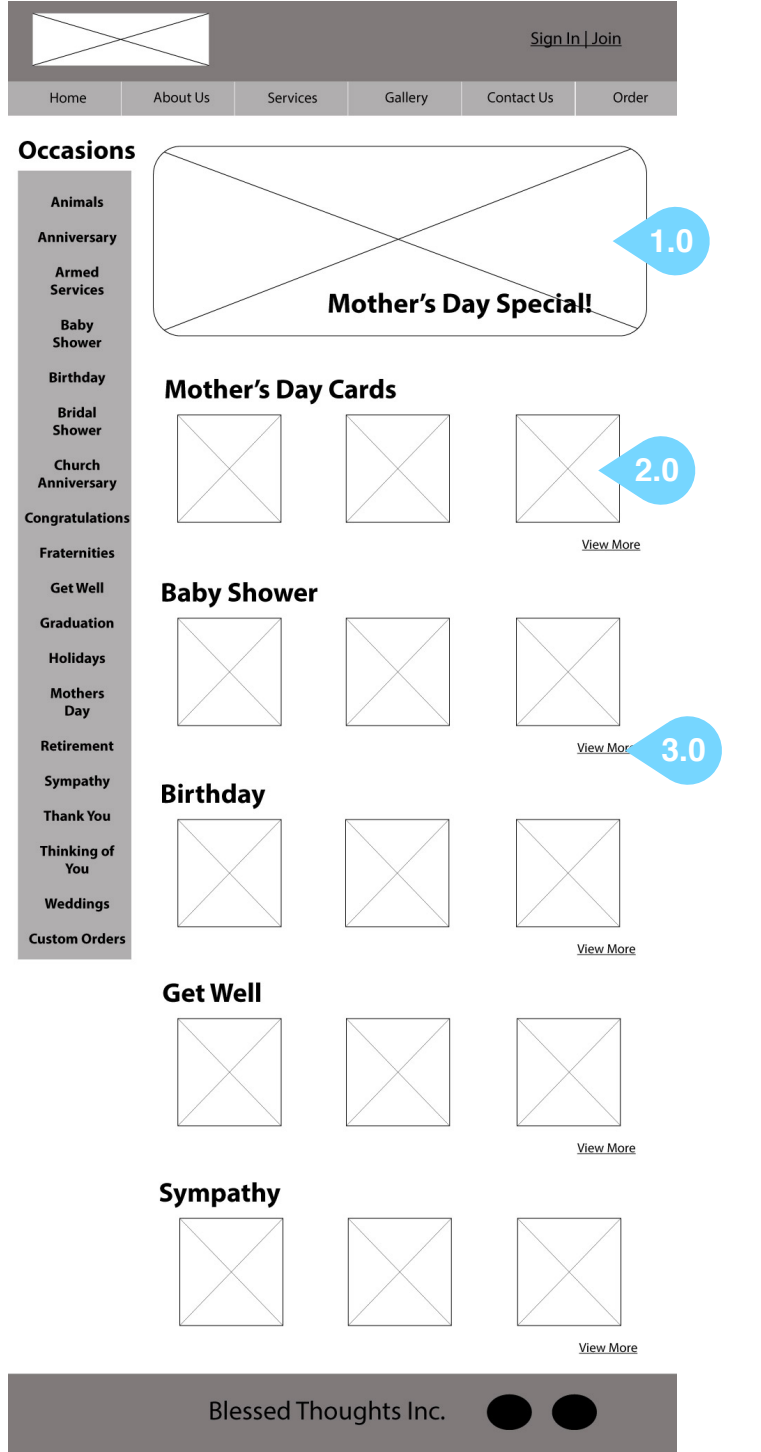 Sign In | Join
Home About Us Services Gallery Contact Us Order
Occasions
Animals
Anniversary
Armed
Services
Baby
Shower
Birthday
Bridal
Shower
Church
Anniversary
Congratulations
Fraternities
Get Well
Graduation
Holidays
Mothers
Day
Retirement
Sympathy
Thank You
Thinking of
You
Weddings
Custom Orders
1.0
Mother's Day Special!
Mother's Day Cards
2.0
View More
Baby Shower
View More
3.0
Birthday
View More
Get Well
View More
Sympathy
View More
Blessed Thoughts Inc.